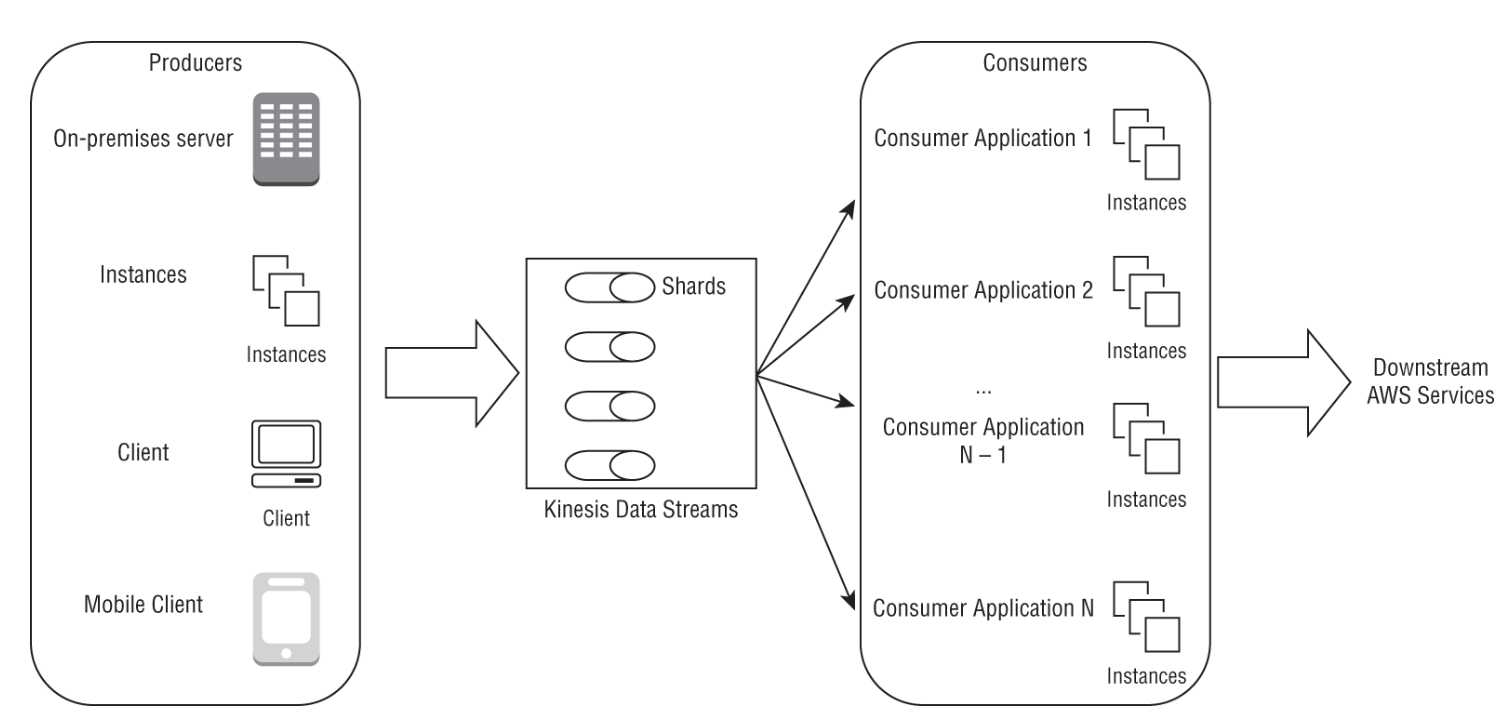 Producers
On-premises server
Instances
Instances
Client
Client
Mobile Client
Shards
Kinesis Data Streams
Consumers
Consumer Application 1
Instances
Consumer Application 2
Instances
...
Consumer Application
N – 1
Instances
Consumer Application N
Instances
Downstream
AWS Services